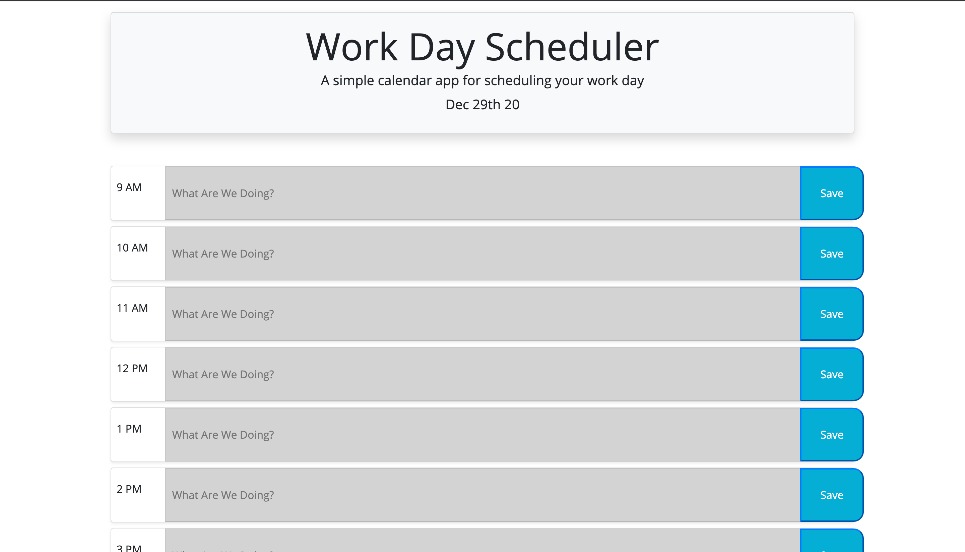 Work Day Scheduler
A simple calendar app for scheduling your work day
Dec 29th 20
9 AM What Are We Doing? Save
10 AM What Are We Doing? Save
11 AM What Are We Doing? Save
12 PM What Are We Doing? Save
1 PM What Are We Doing? Save
2 PM What Are We Doing? Save
3 PM